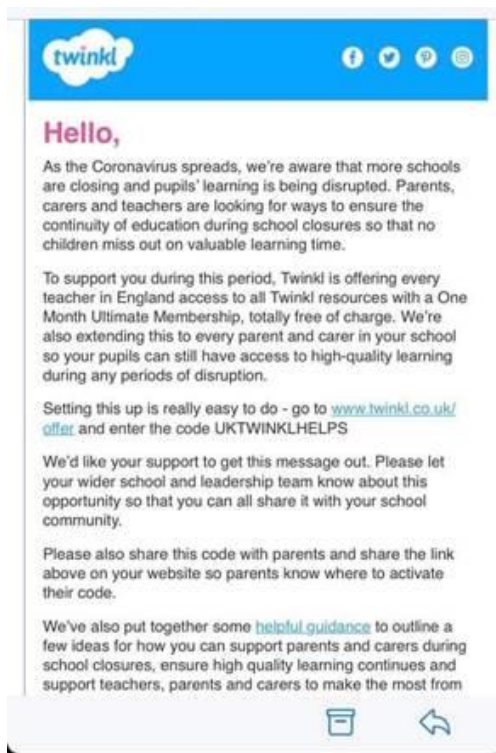 twinkl
Hello,
As the Coronavirus spreads, we're aware that more schools
are closing and pupils' learning is being disrupted. Parents,
carers and teachers are looking for ways to ensure the
continuity of education during school closures so that no
children miss out on valuable learning time.
To support you during this period, Twinkl is offering every
teacher in England access to all Twinkl resources with a One
Month Ultimate Membership, totally free of charge. We're
also extending this to every parent and carer in your school
so your pupils can still have access to high-quality learning
during any periods of disruption.
Setting this up is really easy to do - go to www.twinkl.co.uk/
offer and enter the code UKTWINKLHELPS
We'd like your support to get this message out. Please let
your wider school and leadership team know about this
opportunity so that you can all share it with your school
community.
Please also share this code with parents and share the link
above on your website so parents know where to activate
their code.
We've also put together some helpful guidance to outline a
few ideas for how you can support parents and carers during
school closures, ensure high quality learning continues and
support teachers, parents and carers to make the most from